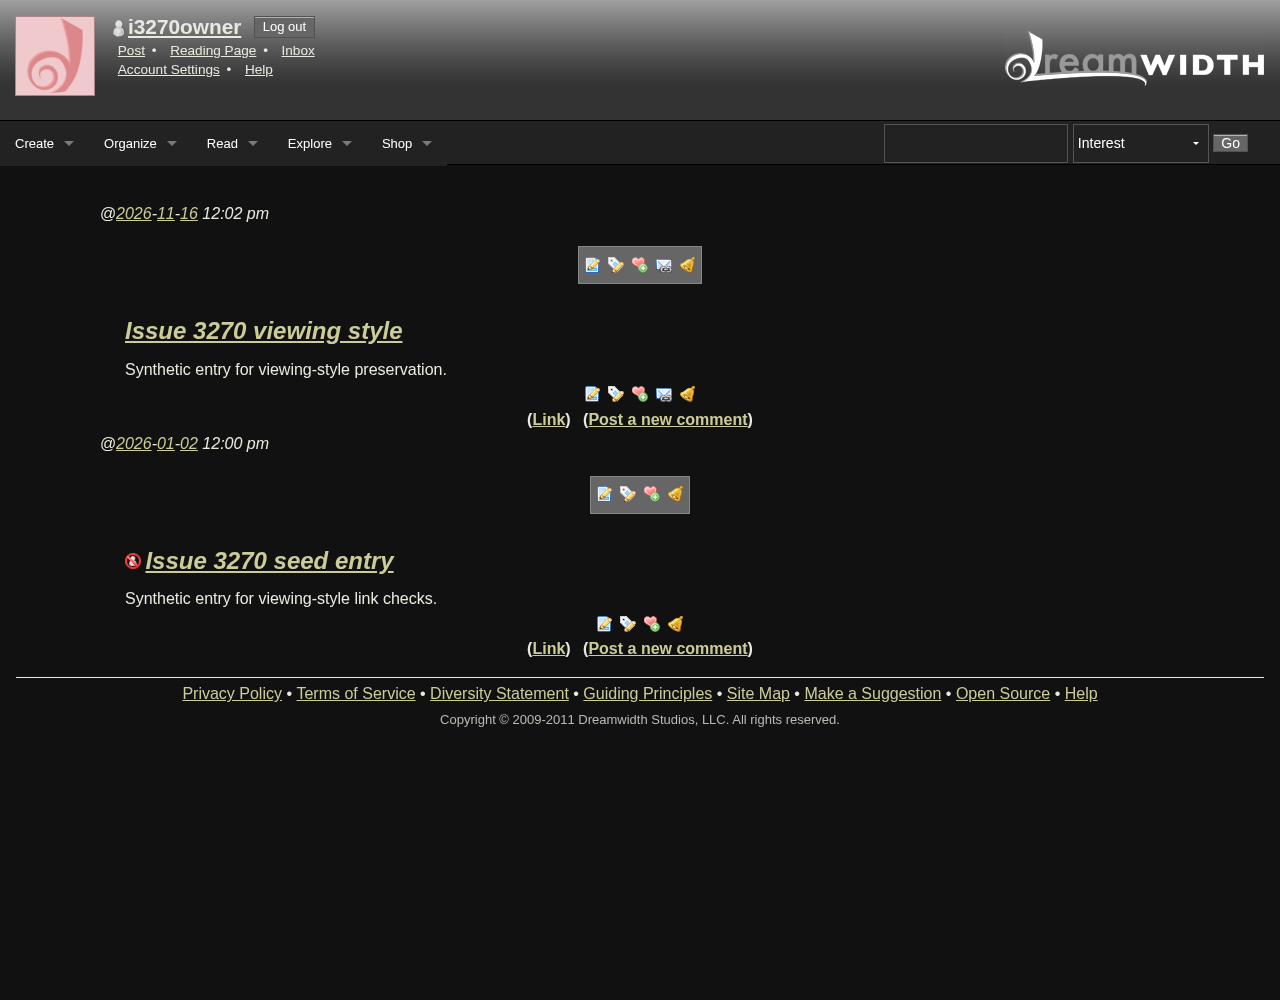 i3270owner Log out
Post • Reading Page • Inbox
Account Settings • Help
dreamWIDTH
Create Organize Read Explore Shop Interest Go
@2026-11-16 12:02 pm
Issue 3270 viewing style
Synthetic entry for viewing-style preservation.
(Link) (Post a new comment)
@2026-01-02 12:00 pm
Issue 3270 seed entry
Synthetic entry for viewing-style link checks.
(Link) (Post a new comment)
Privacy Policy • Terms of Service • Diversity Statement • Guiding Principles • Site Map • Make a Suggestion • Open Source • Help
Copyright © 2009-2011 Dreamwidth Studios, LLC. All rights reserved.